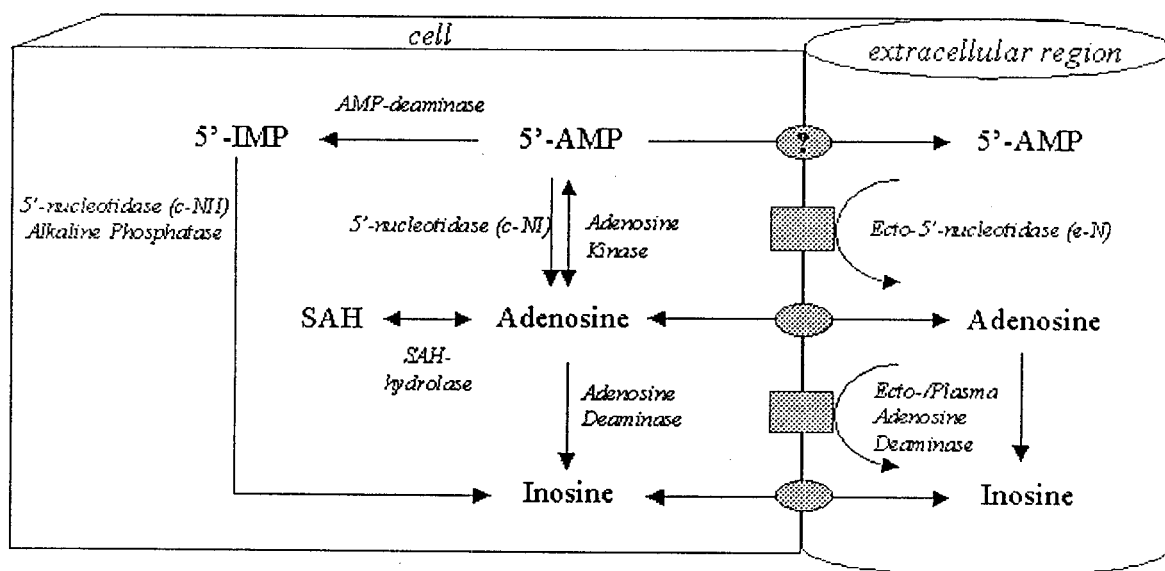 cell
extracellular region
AMP-deaminase
5'-IMP
5'-AMP
?
5'-AMP
5'-nucleotidase (c-NII)
Alkaline Phosphatase
5'-nucleotidase (c-NI)
Adenosine
Kinase
Ecto-5'-nucleotidase (e-N)
SAH
Adenosine
Adenosine
SAH-
hydrolase
Adenosine
Deaminase
Ecto-/Plasma
Adenosine
Deaminase
Inosine
Inosine